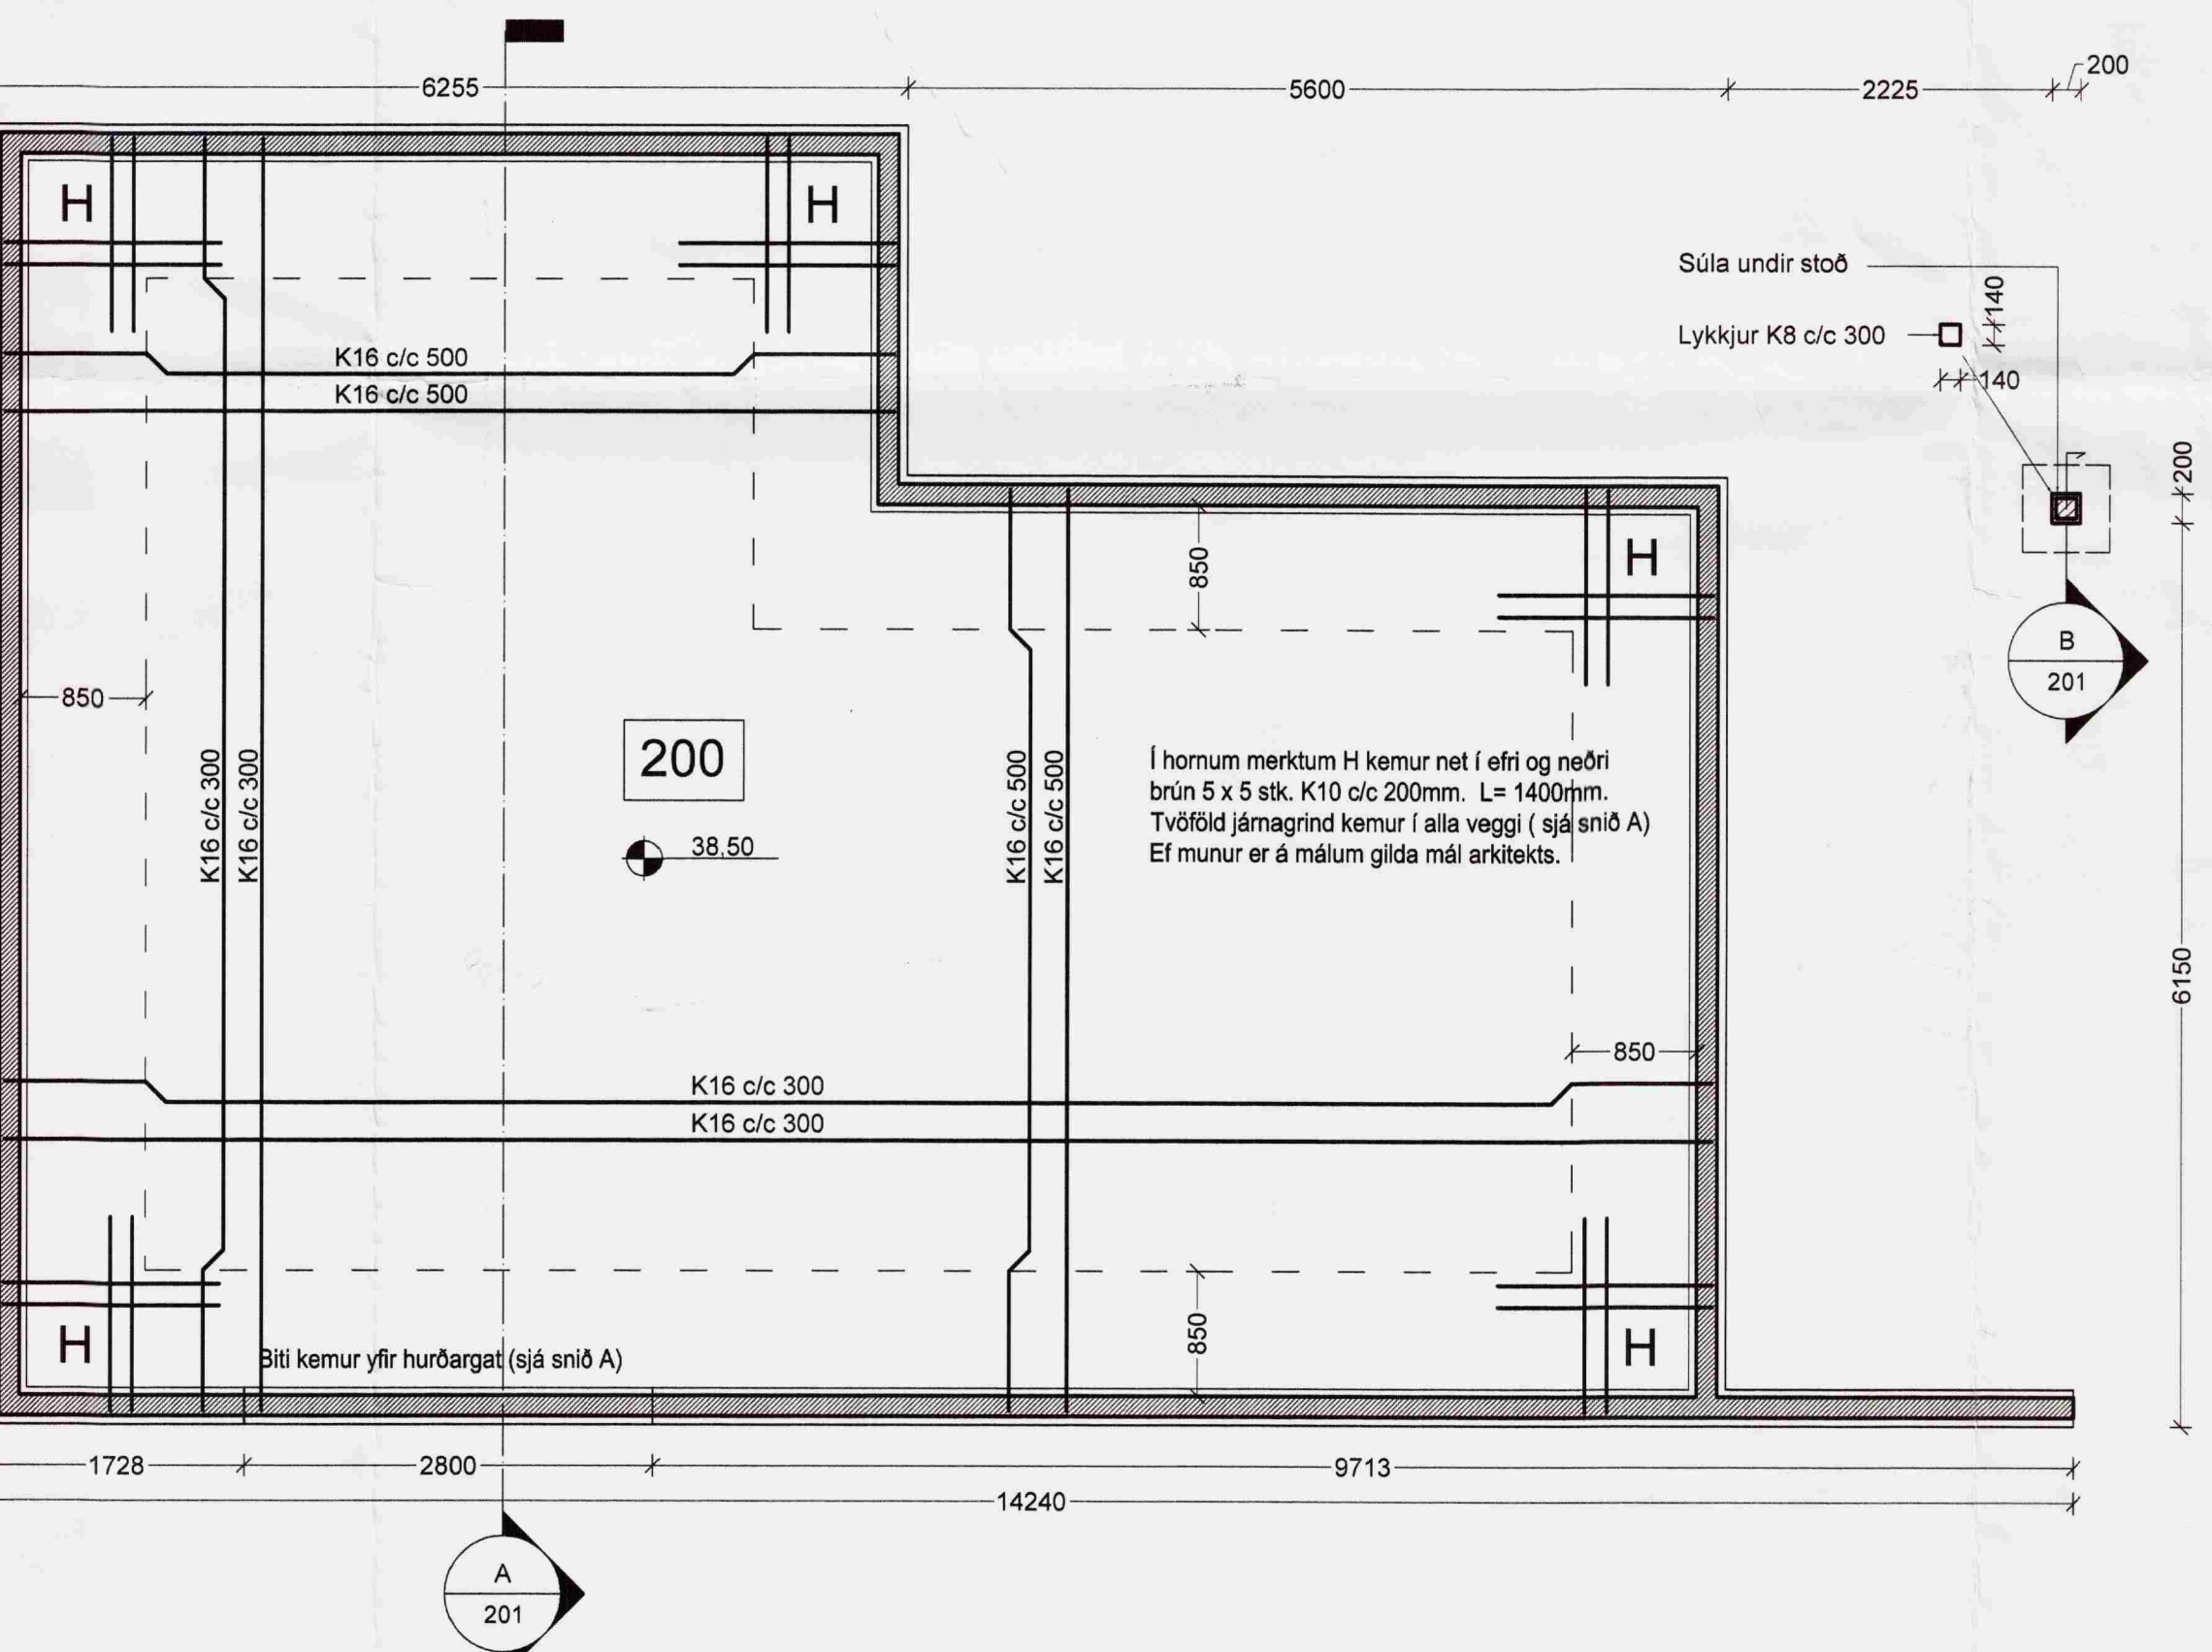 6255
5600
2225
200
H
H
Súla undir stoð
140
Lykkjur K8 c/c 300
140
K16 c/c 500
K16 c/c 500
200
850
H
B
201
850
200
38,50
K16 c/c 300
K16 c/c 300
K16 c/c 500
K16 c/c 500
Í hornum merktum H kemur net í efri og neðri
brún 5 x 5 stk. K10 c/c 200mm. L= 1400mm.
Tvöföld járnagrind kemur í alla veggi ( sjá snið A)
Ef munur er á málum gilda mál arkitekts.
6150
850
K16 c/c 300
K16 c/c 300
850
H
H
Biti kemur yfir hurðargat (sjá snið A)
1728
2800
9713
14240
A
201